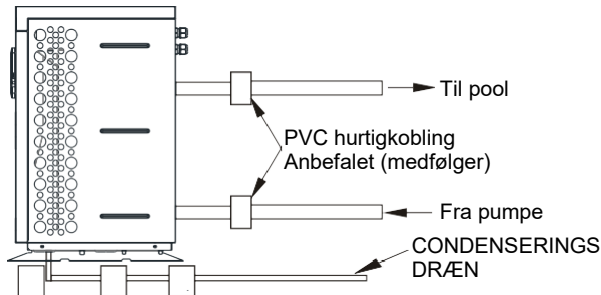 Til pool
PVC hurtigkobling
Anbefalet (medfølger)
Fra pumpe
CONDENSERINGS
DRÆN